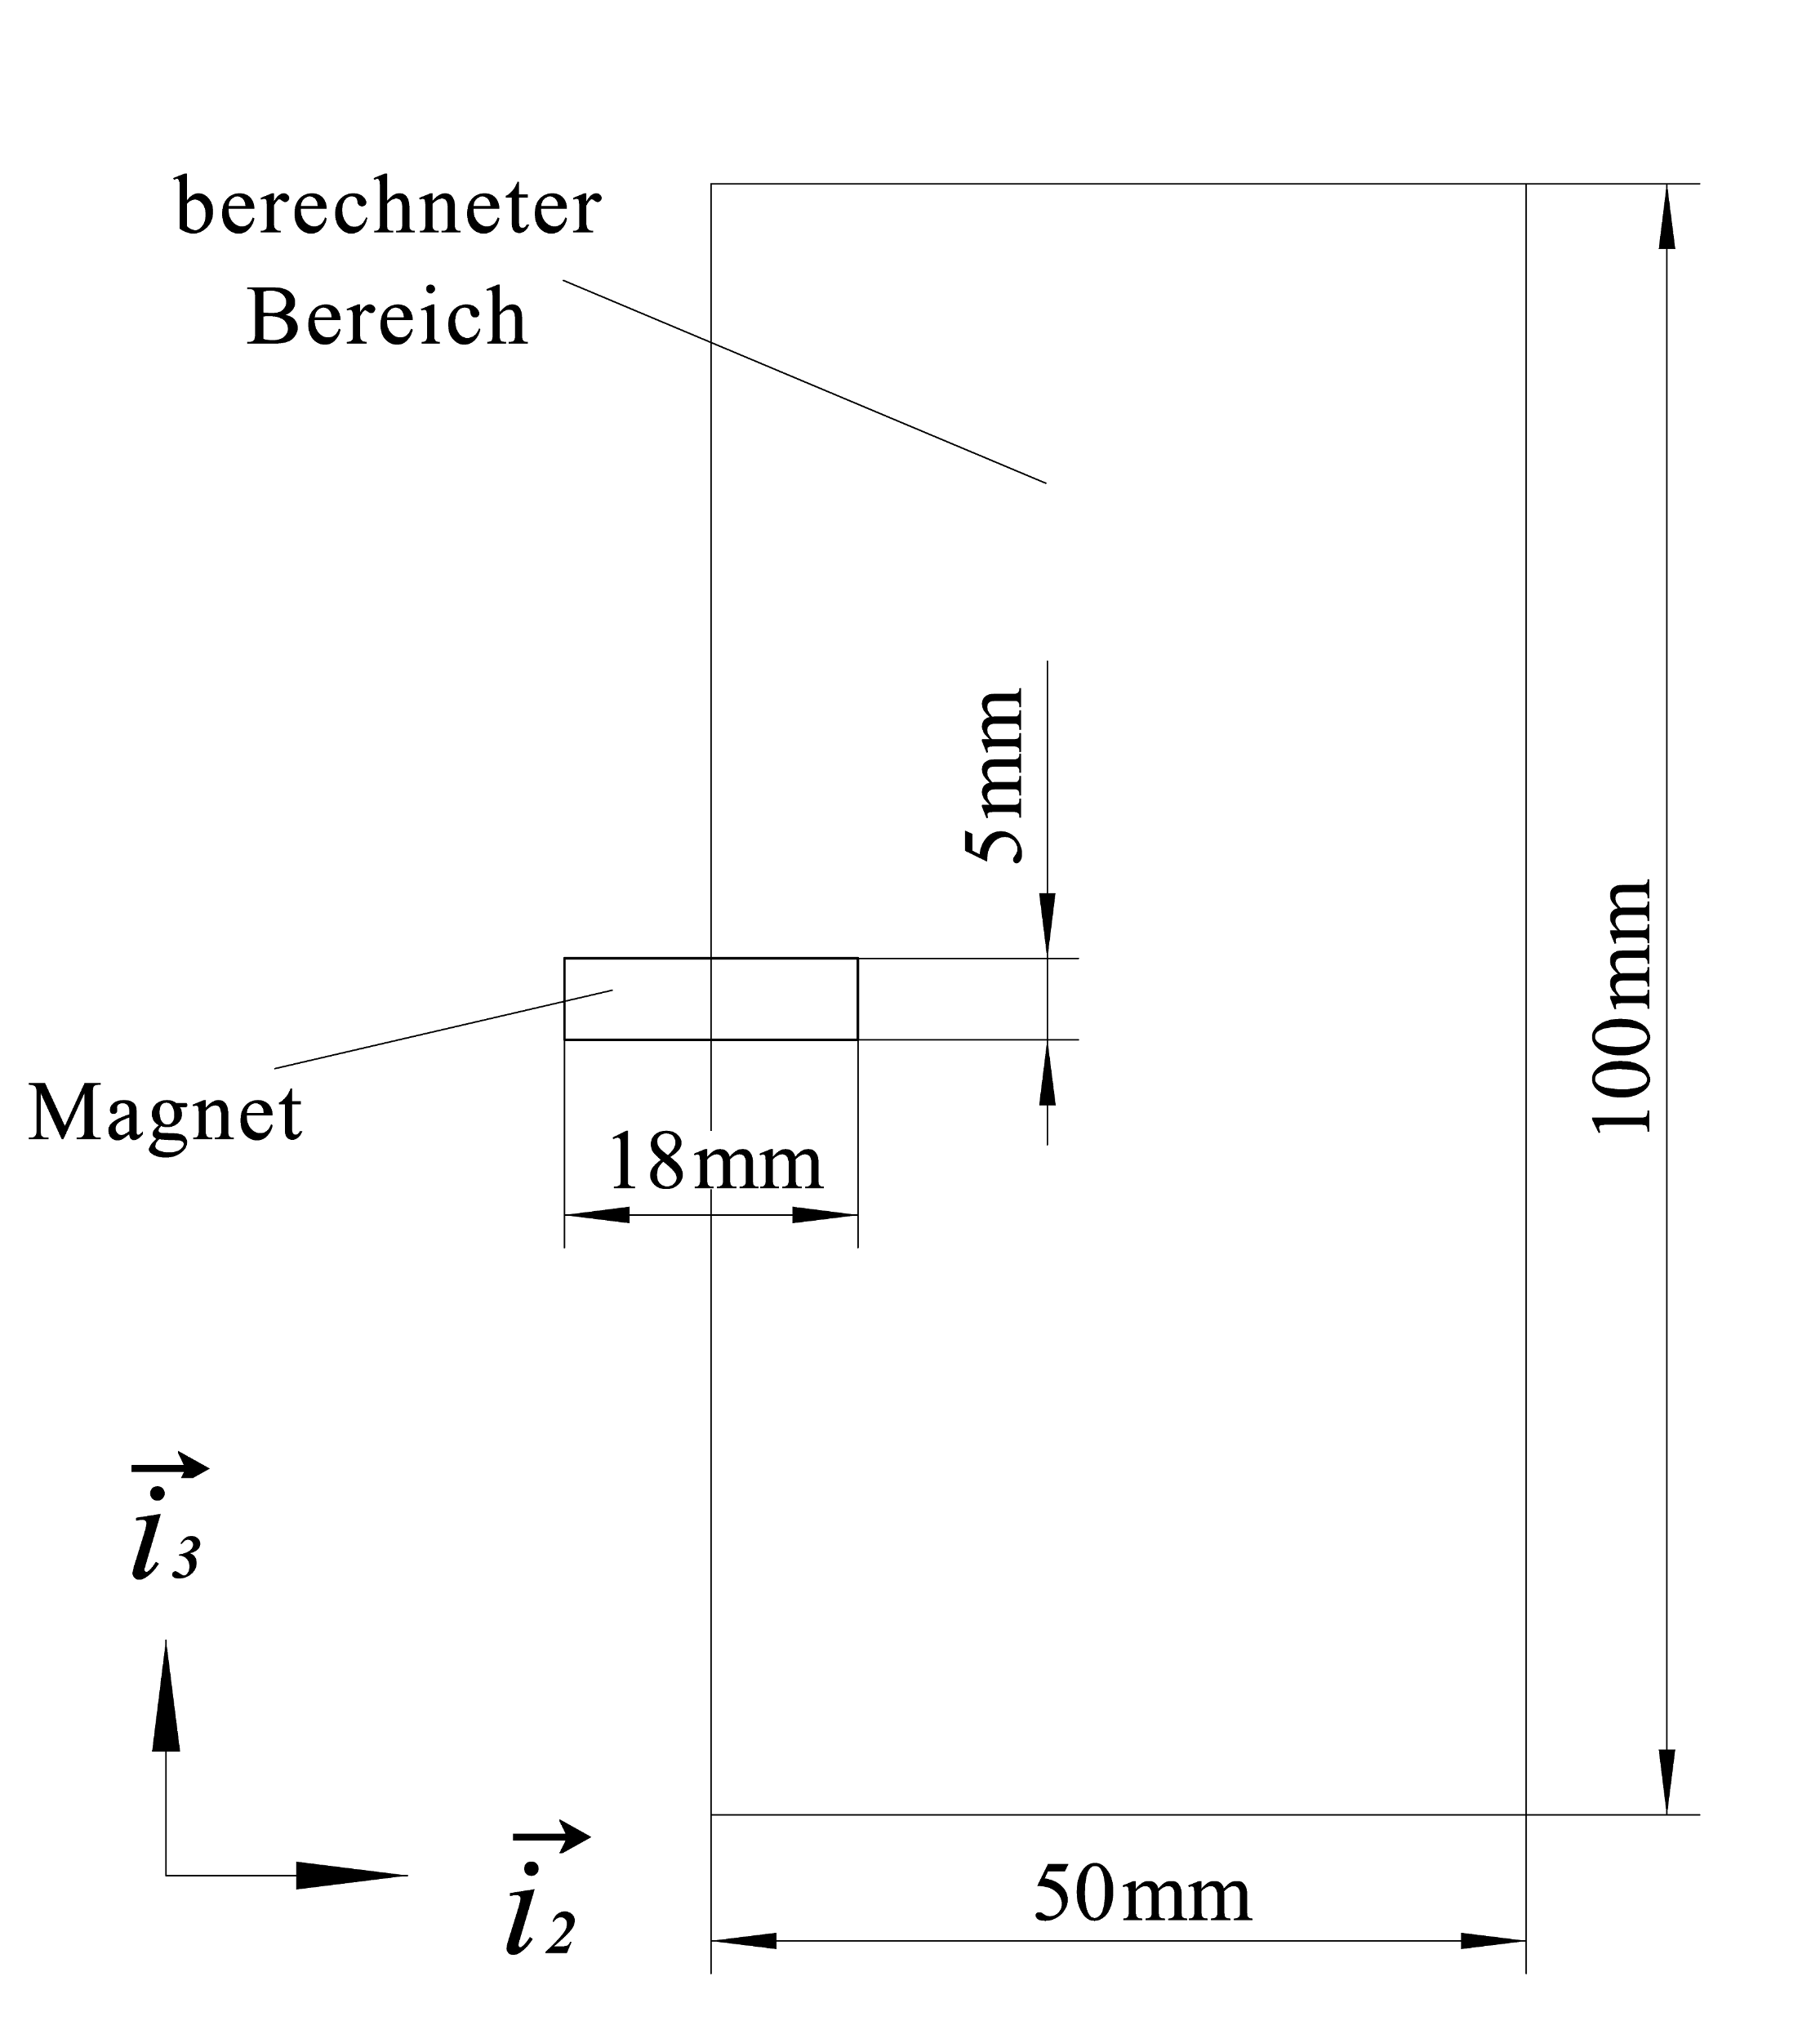 berechneter
Bereich
5mm
100mm
Magnet
18mm
i3
i2
50mm